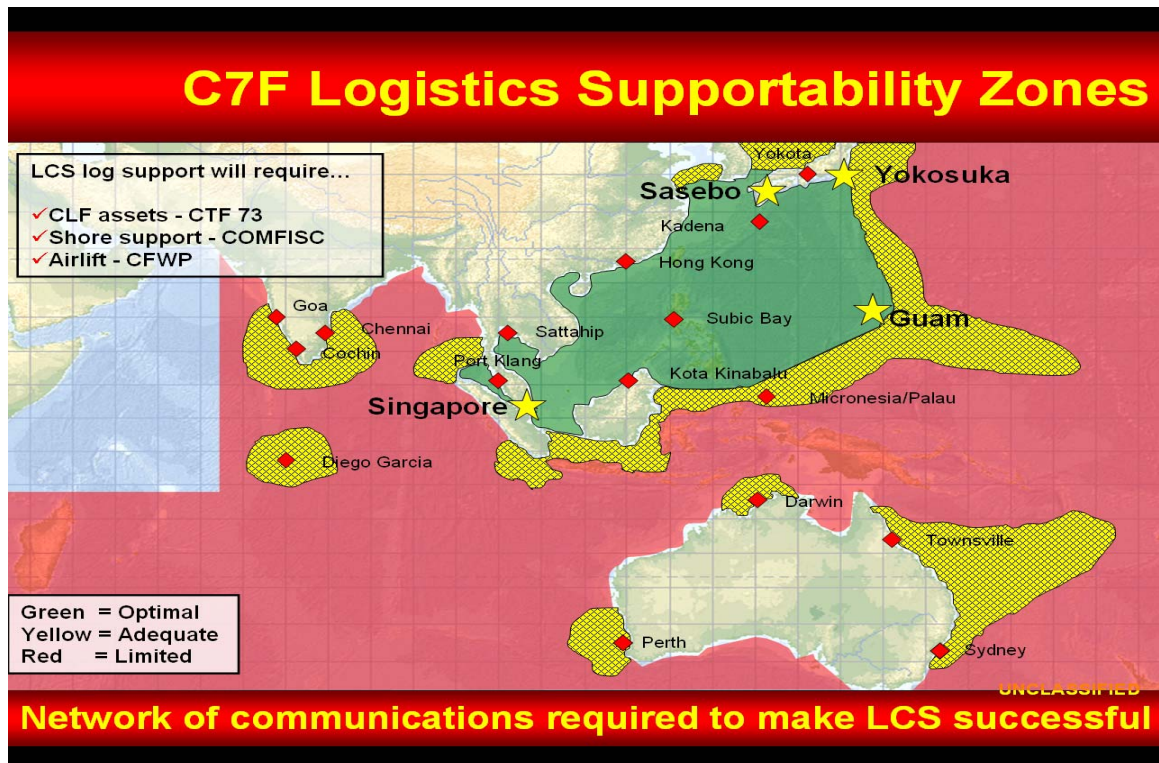 C7F Logistics Supportability Zones
LCS log support will require...
✓CLF assets - CTF 73
✓Shore support - COMFISC
✓Airlift - CFWP
Yokota
Yokosuka
Sasebo
Kadena
Hong Kong
Goa
Chennai
Cochin
Sattahip
Subic Bay
Guam
Port Klang
Kota Kinabalu
Singapore
Micronesia/Palau
Diego Garcia
Darwin
Townsville
Perth
Sydney
Green = Optimal
Yellow = Adequate
Red = Limited
UNCLASSIFIED
Network of communications required to make LCS successful